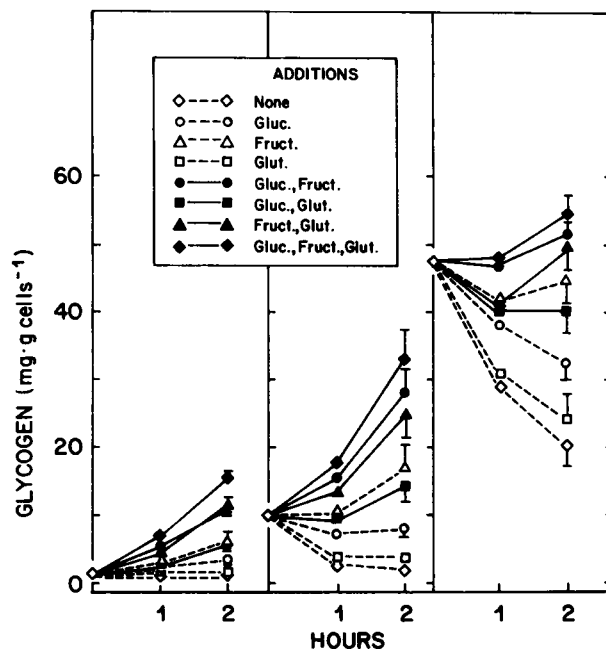 ADDITIONS
None
Gluc.
Fruct.
Glut.
Gluc., Fruct.
Gluc., Glut.
Fruct., Glut.
Gluc., Fruct., Glut.
GLYCOGEN (mg·g cells⁻¹)
60
40
20
0
1 2 1 2 1 2
HOURS